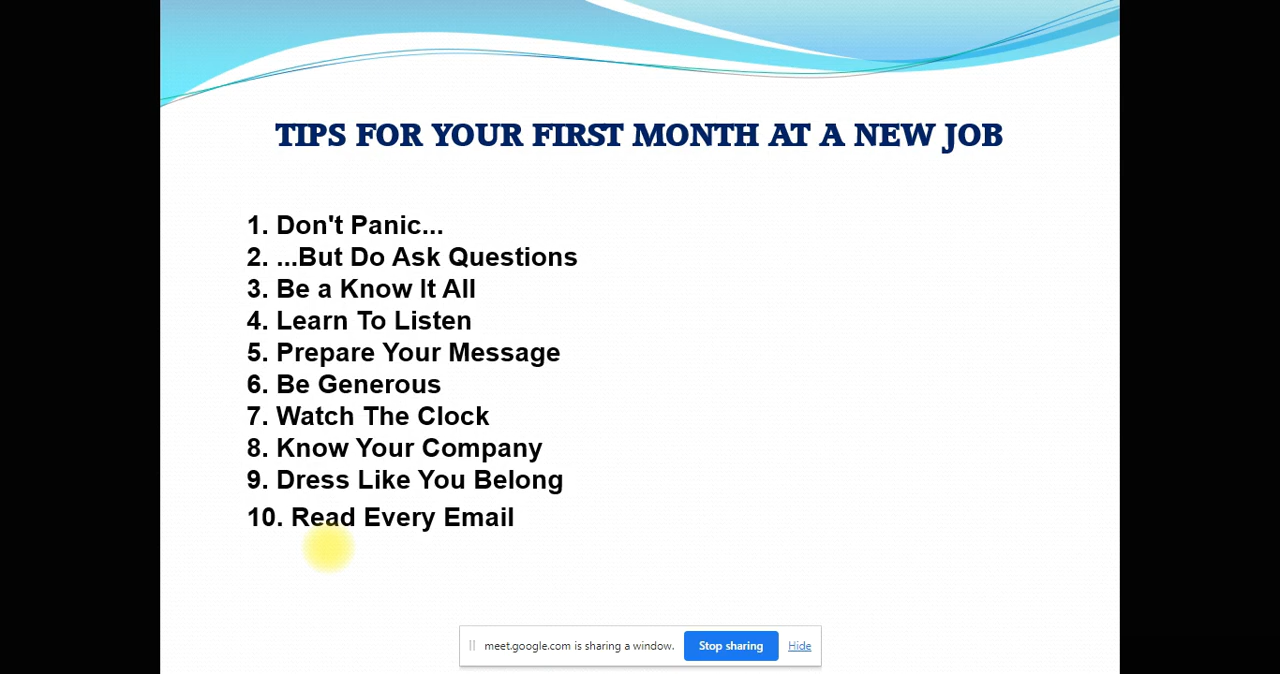 TIPS FOR YOUR FIRST MONTH AT A NEW JOB
1. Don't Panic...
2. ...But Do Ask Questions
3. Be a Know It All
4. Learn To Listen
5. Prepare Your Message
6. Be Generous
7. Watch The Clock
8. Know Your Company
9. Dress Like You Belong
10. Read Every Email
meet.google.com is sharing a window. Stop sharing Hide